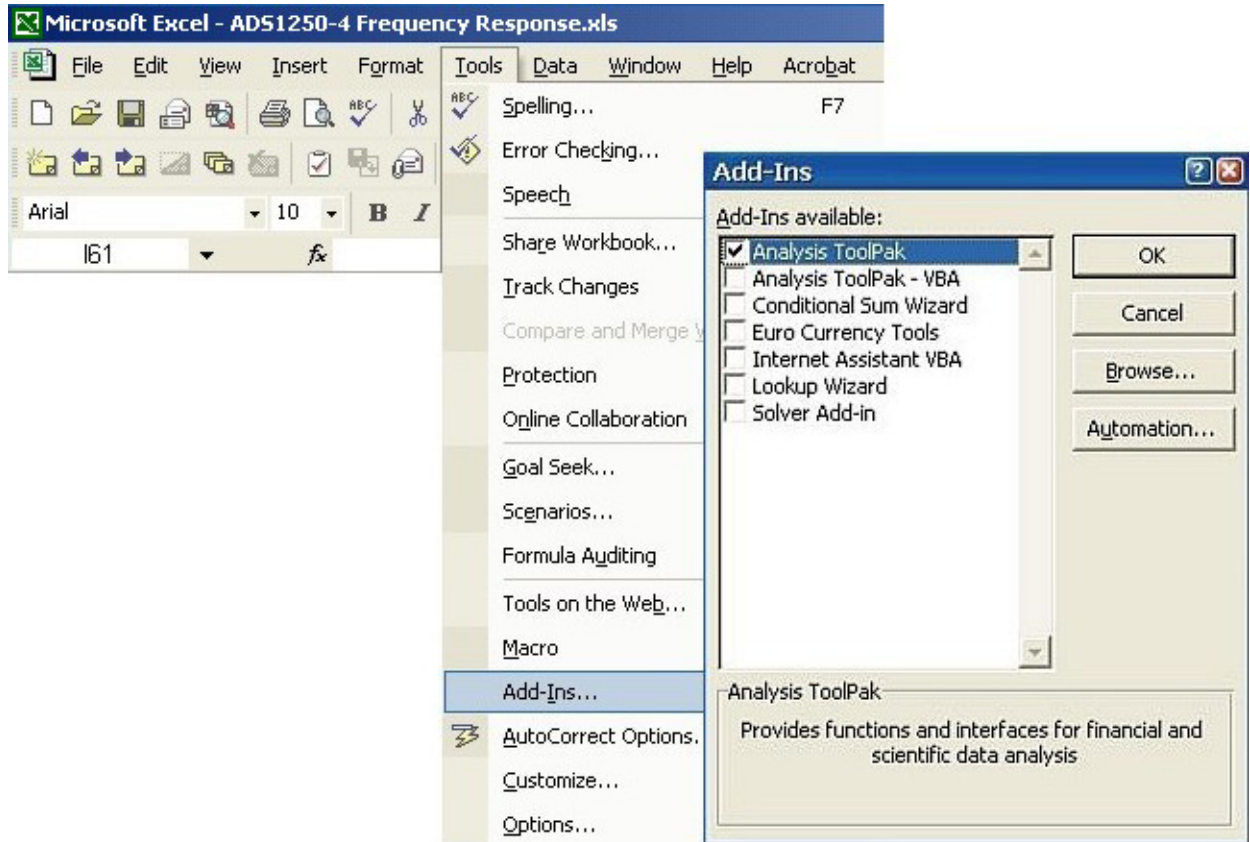 Microsoft Excel - ADS1250-4 Frequency Response.xls
File Edit View Insert Format Tools Data Window Help Acrobat
Arial 10 B I
I61 fx
ABC Spelling... F7
Error Checking...
Speech
Share Workbook...
Track Changes
Compare and Merge
Protection
Online Collaboration
Goal Seek...
Scenarios...
Formula Auditing
Tools on the Web...
Macro
Add-Ins...
AutoCorrect Options.
Customize...
Options...
Add-Ins
Add-Ins available:
Analysis ToolPak
Analysis ToolPak - VBA
Conditional Sum Wizard
Euro Currency Tools
Internet Assistant VBA
Lookup Wizard
Solver Add-in
OK
Cancel
Browse...
Automation...
Analysis ToolPak
Provides functions and interfaces for financial and
scientific data analysis